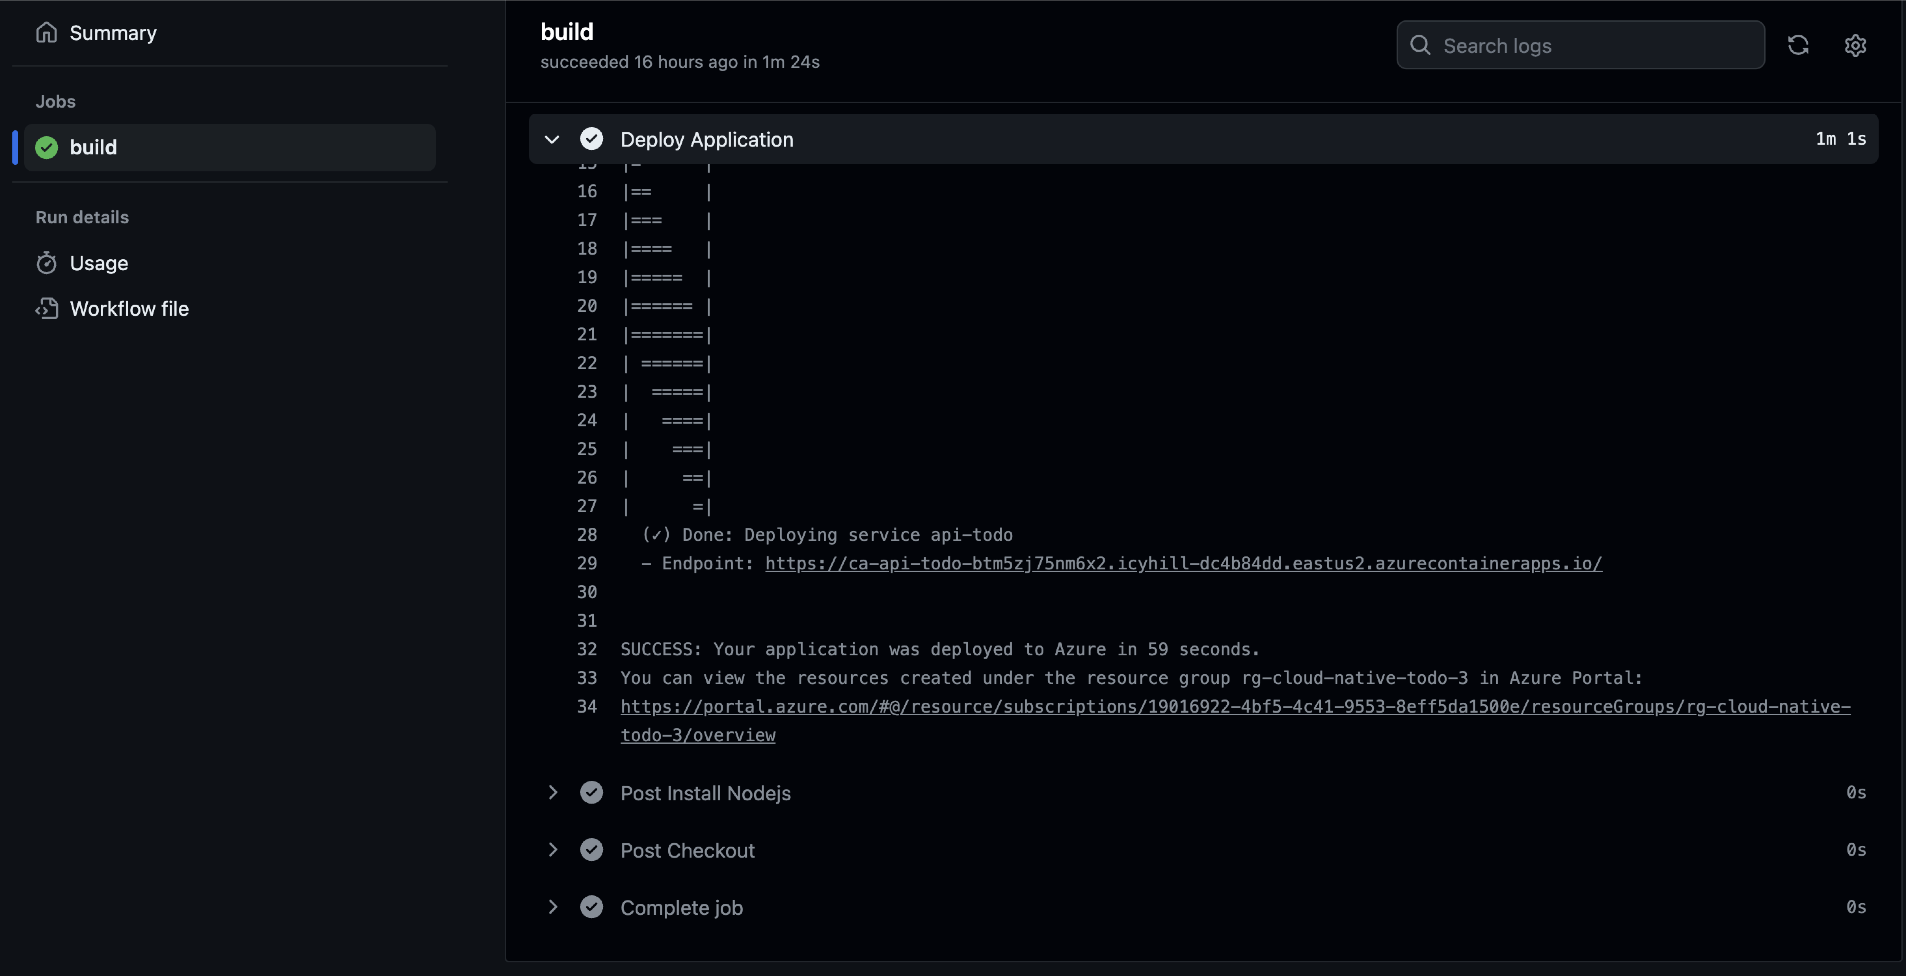 Summary
Jobs
build
Run details
Usage
Workflow file
build
succeeded 16 hours ago in 1m 24s
Search logs
Deploy Application 1m 1s
15 |= |
16 |== |
17 |=== |
18 |==== |
19 |===== |
20 |====== |
21 |=======|
22 | ======|
23 | =====|
24 | ====|
25 | ===|
26 | ==|
27 | =|
28 (✓) Done: Deploying service api-todo
29 - Endpoint: https://ca-api-todo-btm5zj75nm6x2.icyhill-dc4b84dd.eastus2.azurecontainerapps.io/
30
31
32 SUCCESS: Your application was deployed to Azure in 59 seconds.
33 You can view the resources created under the resource group rg-cloud-native-todo-3 in Azure Portal:
34 https://portal.azure.com/#@/resource/subscriptions/19016922-4bf5-4c41-9553-8eff5da1500e/resourceGroups/rg-cloud-native-
todo-3/overview
Post Install Nodejs 0s
Post Checkout 0s
Complete job 0s